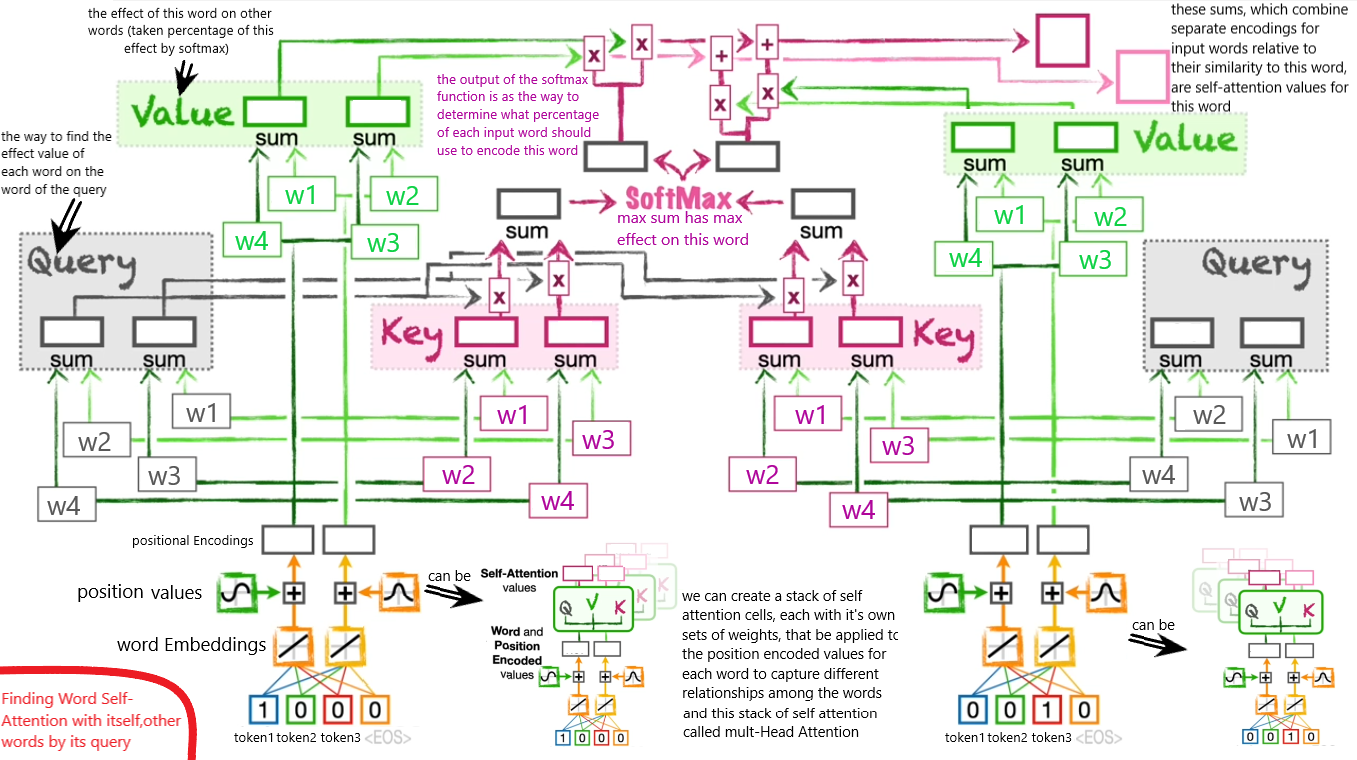 the effect of this word on other
words (taken percentage of this
effect by softmax)
Value
sum
sum
w1
w2
w4
w3
the way to find the
effect value of
each word on the
word of the query
Query
sum
sum
w1
w2
w3
w4
the output of the softmax
function is as the way to
determine what percentage
of each input word should
use to encode this word
x
x
+
+
x
x
these sums, which combine
separate encodings for
input words relative to
their similarity to this word,
are self-attention values for
this word
SoftMax
max sum has max
effect on this word
sum
sum
x
x
x
x
Key
sum
sum
w1
w3
w2
w4
Key
sum
sum
w1
w3
w2
w4
Value
sum
sum
w1
w2
w4
w3
Query
sum
sum
w2
w1
w4
w3
positional Encodings
position values
+
+
word Embeddings
1
0
0
0
token1
token2
token3
<EOS>
Finding Word Self-
Attention with itself,other
words by its query
can be
Self-Attention
values
Q
V
K
K
K
Word and
Position
Encoded
values
+
+
1
0
0
0
we can create a stack of self
attention cells, each with it's own
sets of weights, that be applied to
the position encoded values for
each word to capture different
relationships among the words
and this stack of self attention
called mult-Head Attention
+
+
0
0
1
0
token1
token2
token3
<EOS>
can be
Q
Q
Q
V
K
+
+
0
0
1
0